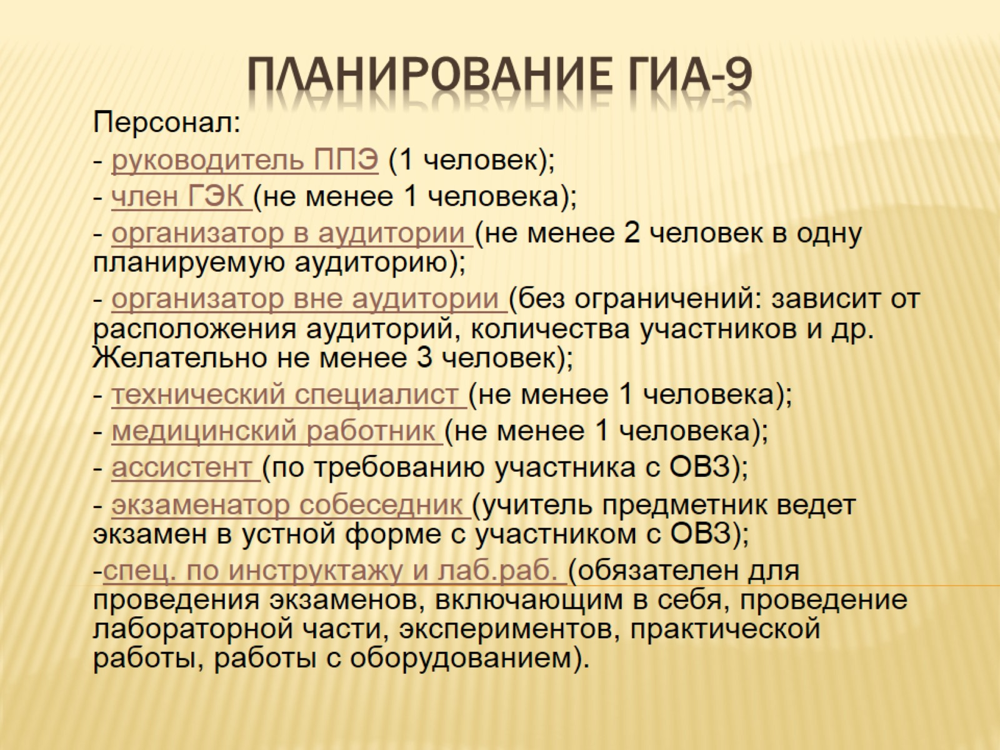 ПЛАНИРОВАНИЕ ГИА-9
Персонал:
- руководитель ППЭ (1 человек);
- член ГЭК (не менее 1 человека);
- организатор в аудитории (не менее 2 человек в одну
планируемую аудиторию);
- организатор вне аудитории (без ограничений: зависит от
расположения аудиторий, количества участников и др.
Желательно не менее 3 человек);
- технический специалист (не менее 1 человека);
- медицинский работник (не менее 1 человека);
- ассистент (по требованию участника с ОВЗ);
- экзаменатор собеседник (учитель предметник ведет
экзамен в устной форме с участником с ОВЗ);
-спец. по инструктажу и лаб.раб. (обязателен для
проведения экзаменов, включающим в себя, проведение
лабораторной части, экспериментов, практической
работы, работы с оборудованием).